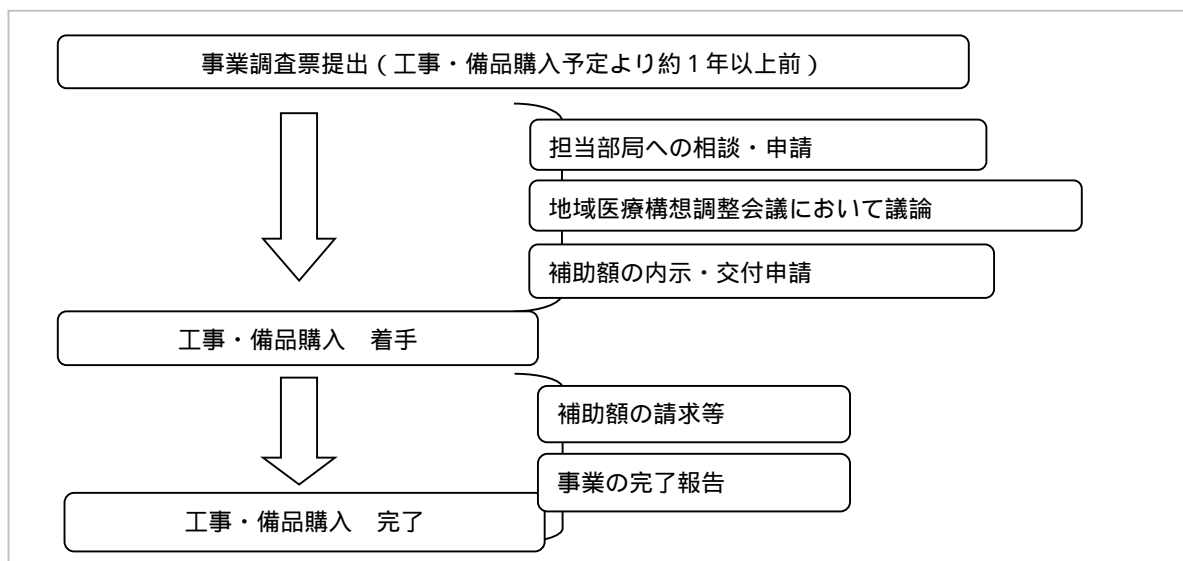 事業調査票提出（工事・備品購入予定より約１年以上前）
担当部局への相談・申請
地域医療構想調整会議において議論
補助額の内示・交付申請
工事・備品購入　着手
補助額の請求等
事業の完了報告
工事・備品購入　完了